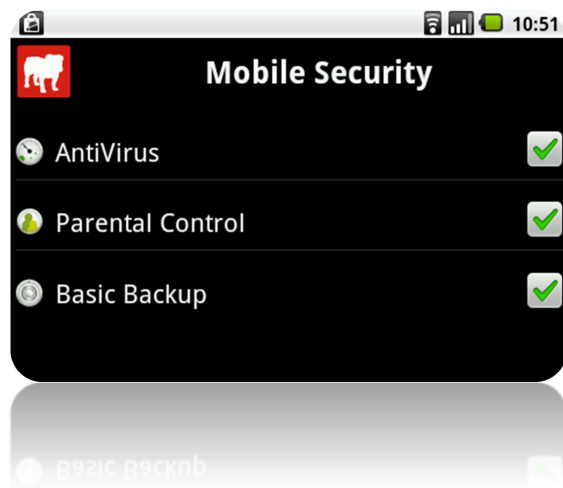 10:51
Mobile Security
AntiVirus
Parental Control
Basic Backup